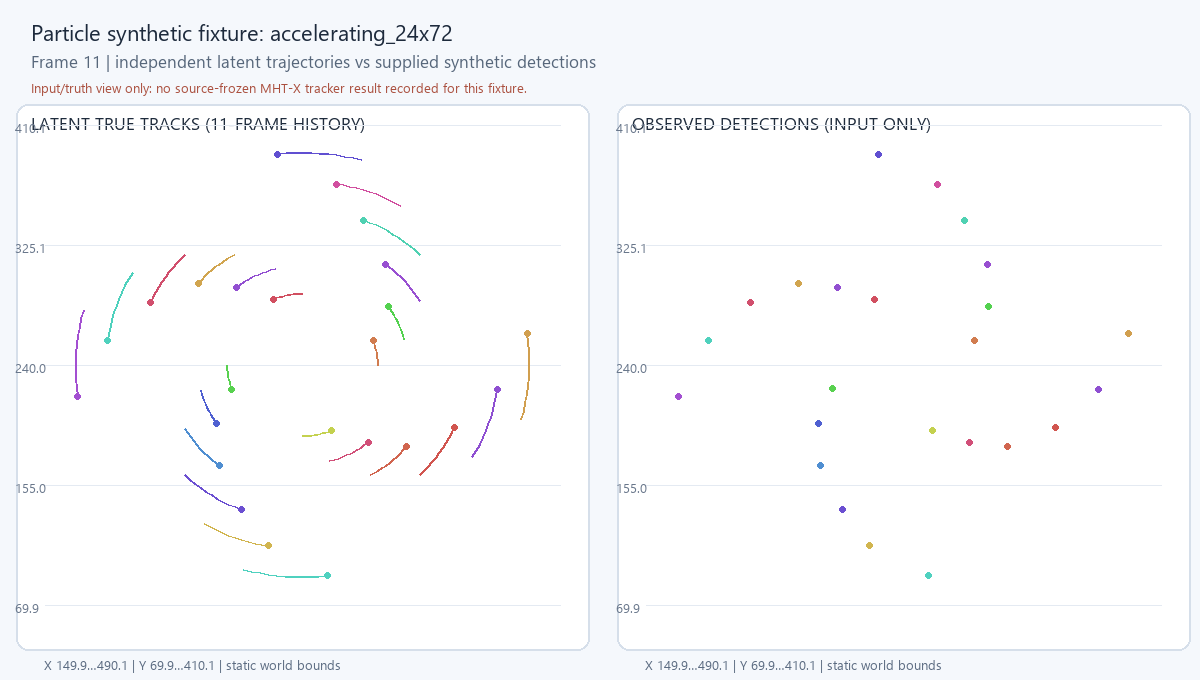 Particle synthetic fixture: accelerating_24x72
Frame 11 | independent latent trajectories vs supplied synthetic detections
Input/truth view only: no source-frozen MHT-X tracker result recorded for this fixture.
LATENT TRUE TRACKS (11-FRAME HISTORY)
410.1
325.1
240.0
155.0
69.9
X 149.9...490.1 | Y 69.9...410.1 | static world bounds
OBSERVED DETECTIONS (INPUT ONLY)
410.1
325.1
240.0
155.0
69.9
X 149.9...490.1 | Y 69.9...410.1 | static world bounds